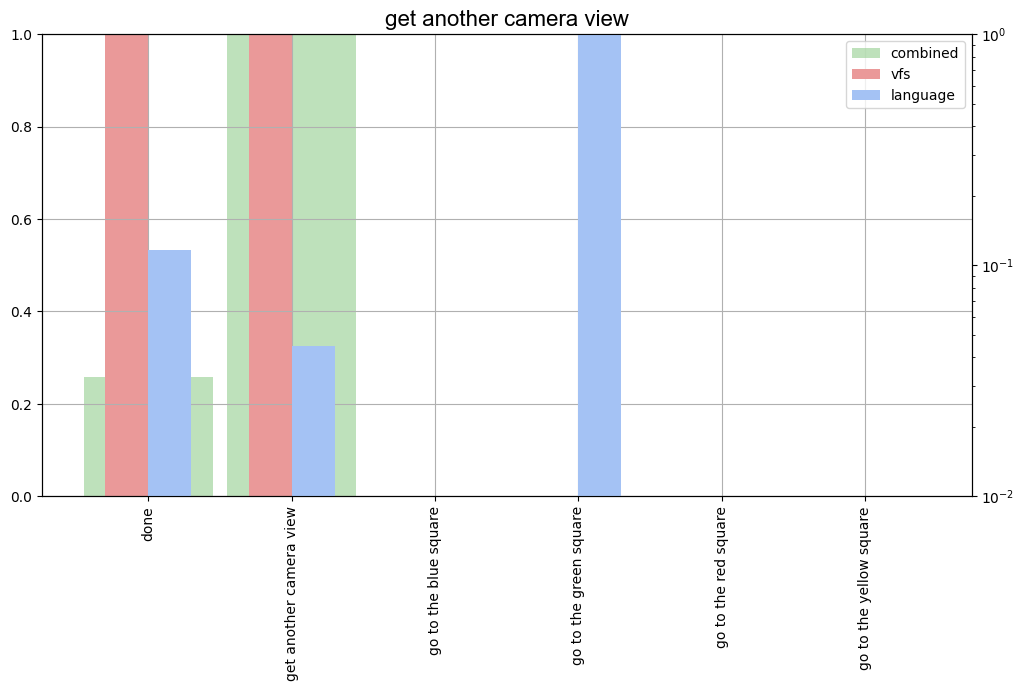 get another camera view
combined
vfs
language
1.0
0.8
0.6
0.4
0.2
0.0
10⁰
10⁻¹
10⁻²
done
get another camera view
go to the blue square
go to the green square
go to the red square
go to the yellow square